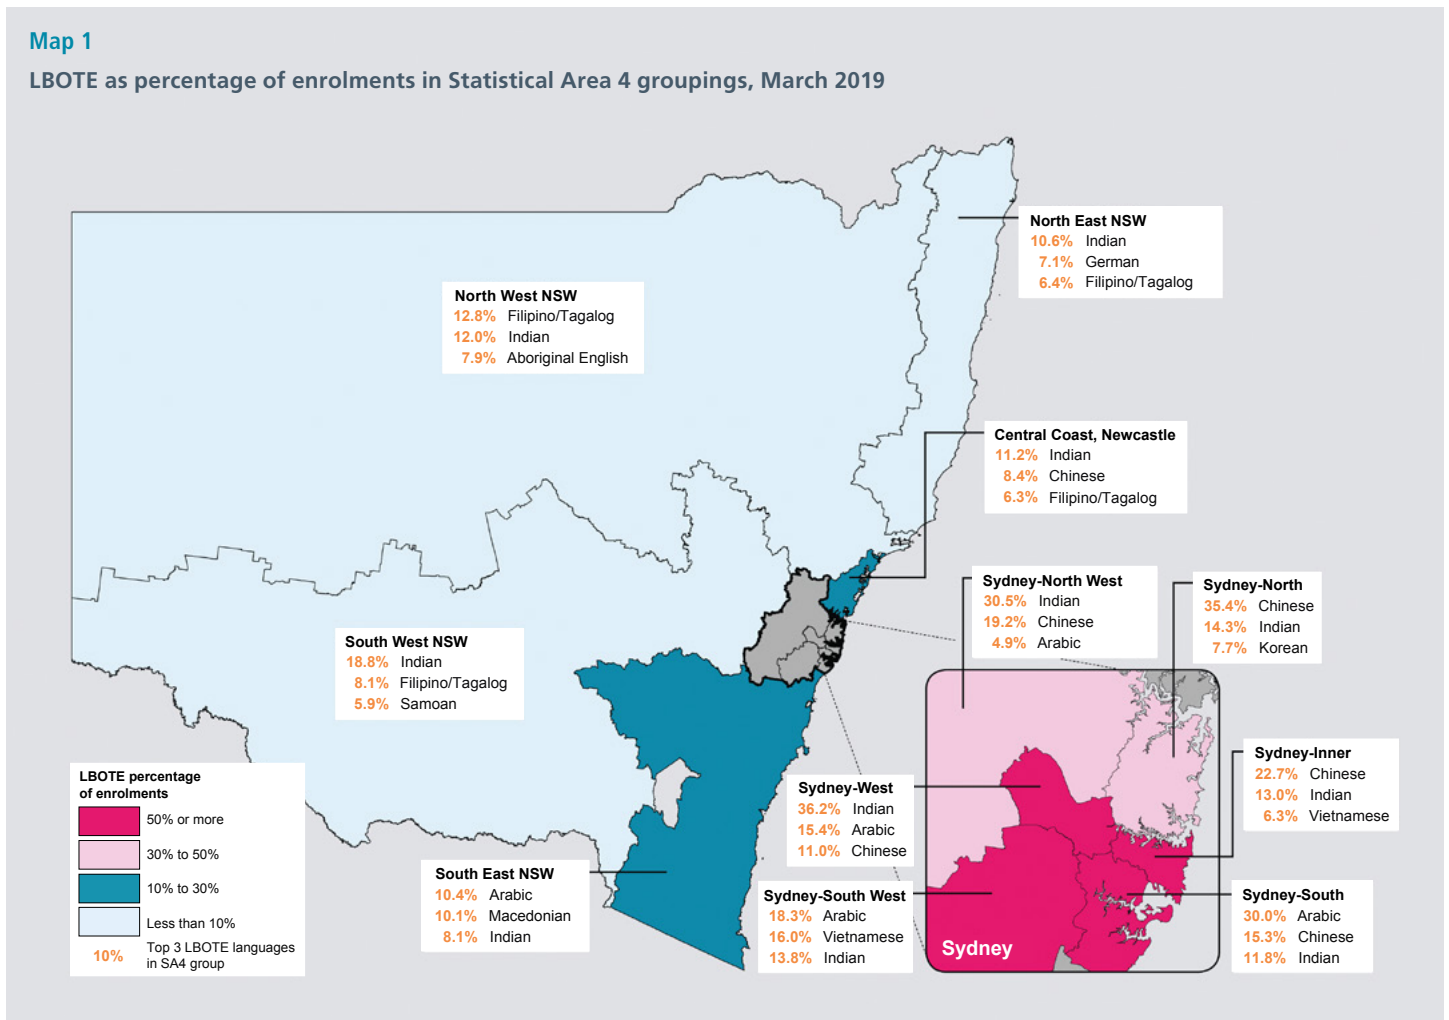 Map 1
LBOTE as percentage of enrolments in Statistical Area 4 groupings, March 2019
North East NSW
10.6% Indian
7.1% German
6.4% Filipino/Tagalog
North West NSW
12.8% Filipino/Tagalog
12.0% Indian
7.9% Aboriginal English
Central Coast, Newcastle
11.2% Indian
8.4% Chinese
6.3% Filipino/Tagalog
Sydney-North West
30.5% Indian
19.2% Chinese
4.9% Arabic
Sydney-North
35.4% Chinese
14.3% Indian
7.7% Korean
South West NSW
18.8% Indian
8.1% Filipino/Tagalog
5.9% Samoan
Sydney-Inner
22.7% Chinese
13.0% Indian
6.3% Vietnamese
LBOTE percentage
of enrolments
50% or more
30% to 50%
10% to 30%
Less than 10%
10% Top 3 LBOTE languages
in SA4 group
Sydney-West
36.2% Indian
15.4% Arabic
11.0% Chinese
South East NSW
10.4% Arabic
10.1% Macedonian
8.1% Indian
Sydney-South West
18.3% Arabic
16.0% Vietnamese
13.8% Indian
Sydney
Sydney-South
30.0% Arabic
15.3% Chinese
11.8% Indian